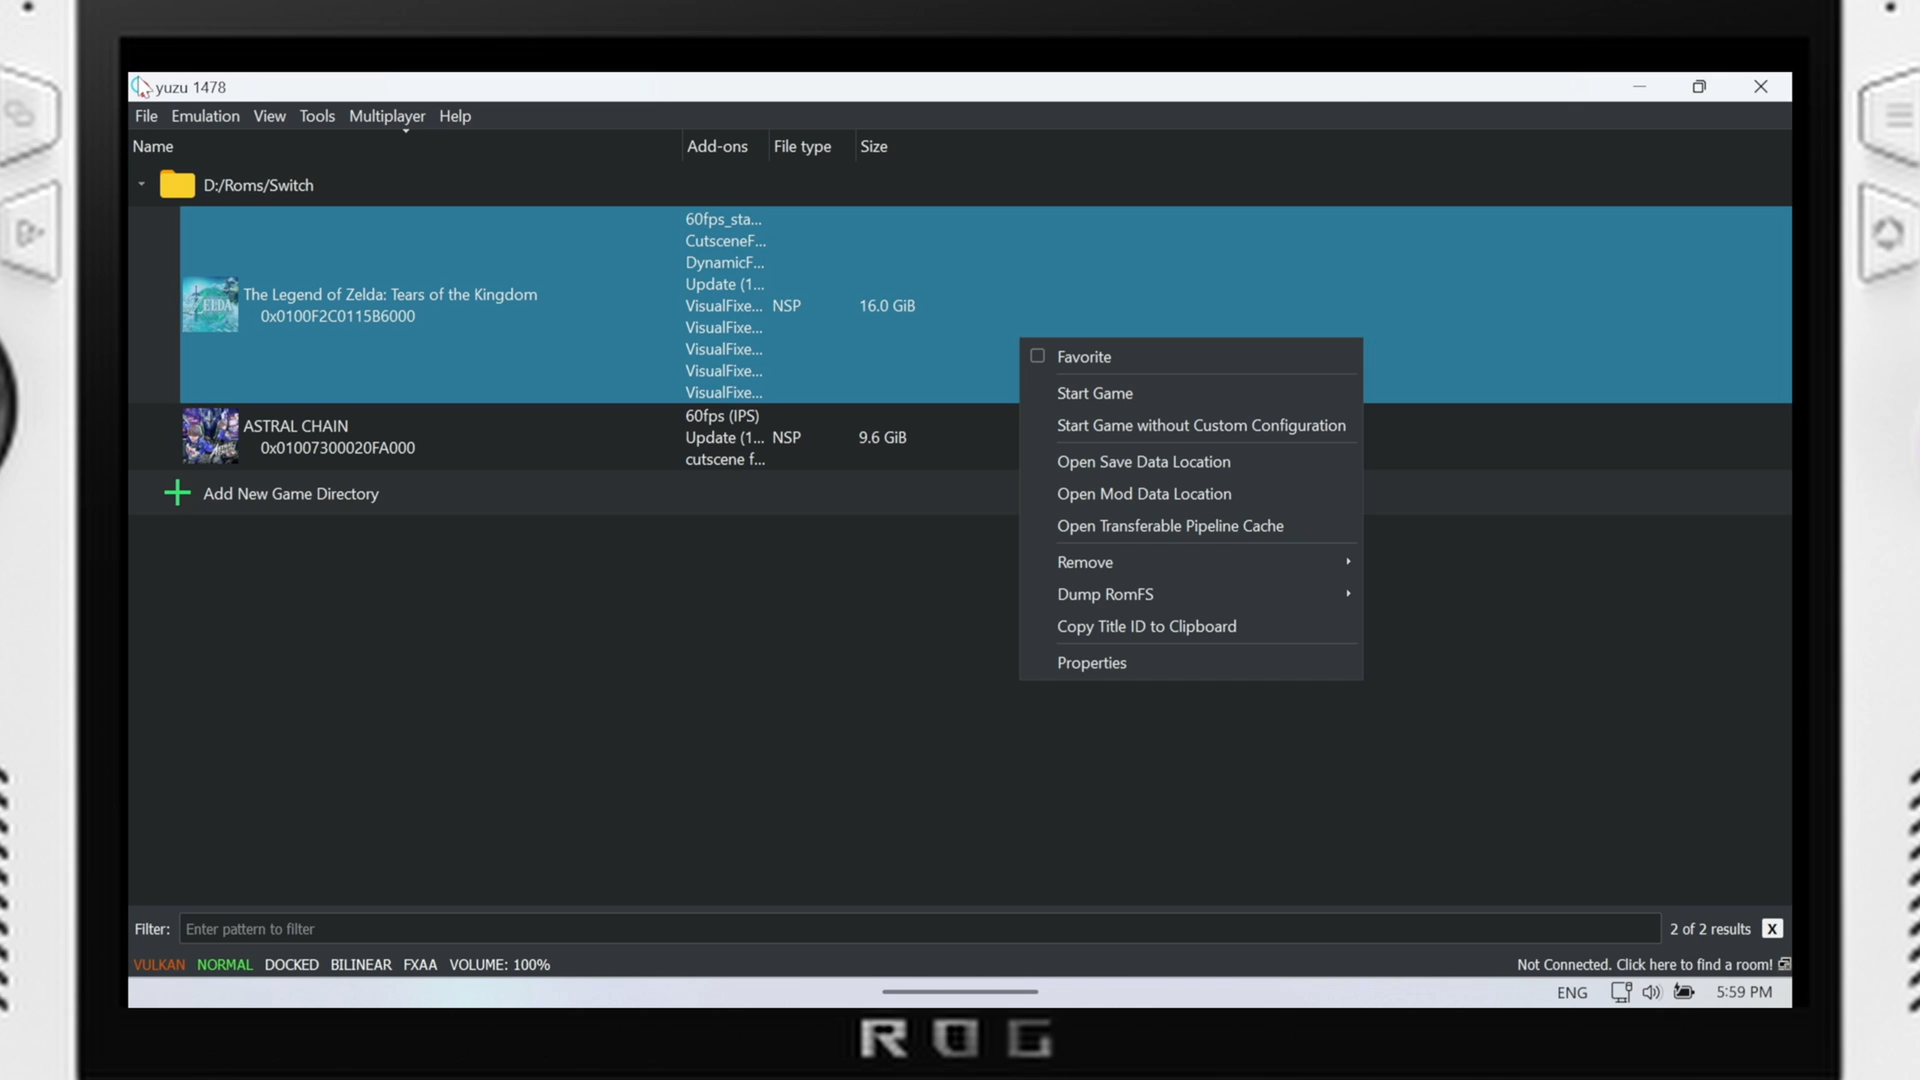 yuzu 1478
File Emulation View Tools Multiplayer Help
Name Add-ons File type Size
D:/Roms/Switch
60fps_sta...
CutsceneF...
DynamicF...
Update (1...
The Legend of Zelda: Tears of the Kingdom
0x0100F2C0115B6000
ZELDA
VisualFixe... NSP 16.0 GiB
VisualFixe...
VisualFixe...
VisualFixe...
VisualFixe...
ASTRAL CHAIN
0x01007300020FA000
60fps (IPS)
Update (1... NSP 9.6 GiB
cutscene f...
Add New Game Directory
Favorite
Start Game
Start Game without Custom Configuration
Open Save Data Location
Open Mod Data Location
Open Transferable Pipeline Cache
Remove
Dump RomFS
Copy Title ID to Clipboard
Properties
Filter: Enter pattern to filter 2 of 2 results X
VULKAN NORMAL DOCKED BILINEAR FXAA VOLUME: 100% Not Connected. Click here to find a room!
ENG 5:59 PM
ROG